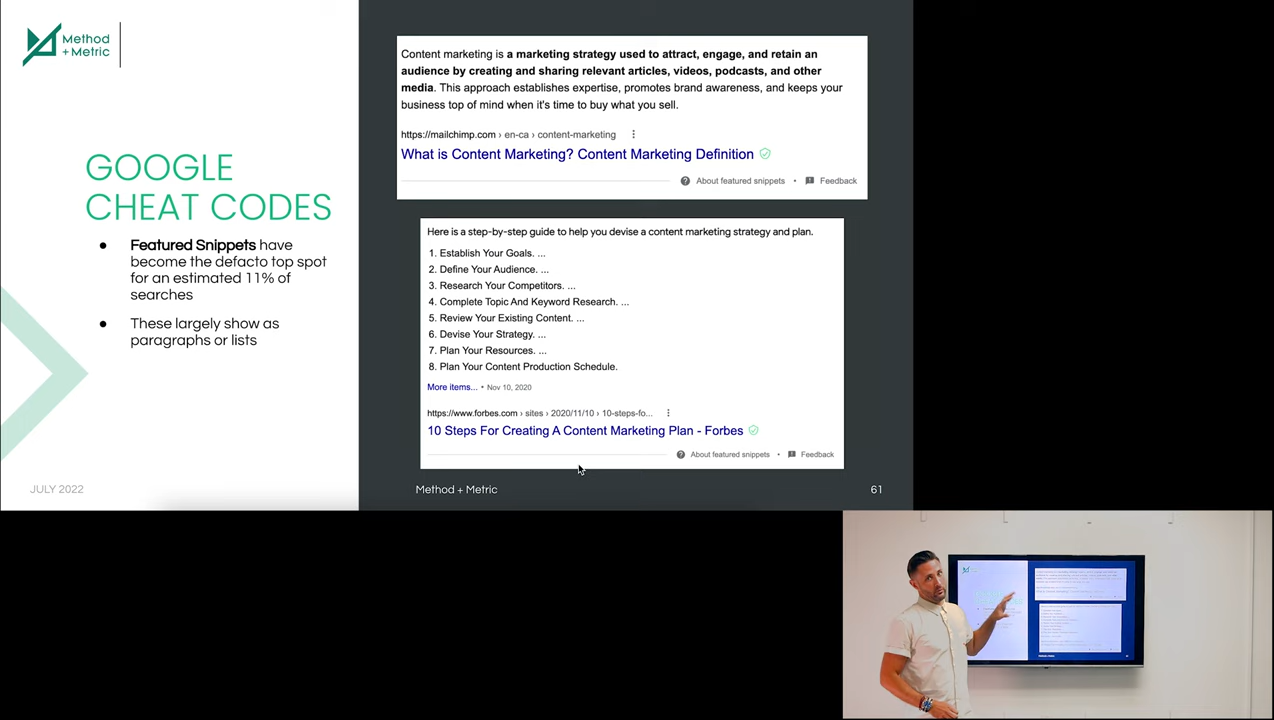 Method
+ Metric
GOOGLE
CHEAT CODES
● Featured Snippets have
become the defacto top spot
for an estimated 11% of
searches
● These largely show as
paragraphs or lists
JULY 2022
Content marketing is a marketing strategy used to attract, engage, and retain an
audience by creating and sharing relevant articles, videos, podcasts, and other
media. This approach establishes expertise, promotes brand awareness, and keeps your
business top of mind when it's time to buy what you sell.
https://mailchimp.com › en-ca › content-marketing
What is Content Marketing? Content Marketing Definition
About featured snippets • Feedback
Here is a step-by-step guide to help you devise a content marketing strategy and plan.
1. Establish Your Goals. ...
2. Define Your Audience. ...
3. Research Your Competitors. ...
4. Complete Topic And Keyword Research. ...
5. Review Your Existing Content. ...
6. Devise Your Strategy. ...
7. Plan Your Resources. ...
8. Plan Your Content Production Schedule.
More items... • Nov 10, 2020
https://www.forbes.com › sites › 2020/11/10 › 10-steps-fo...
10 Steps For Creating A Content Marketing Plan - Forbes
About featured snippets • Feedback
Method + Metric
61